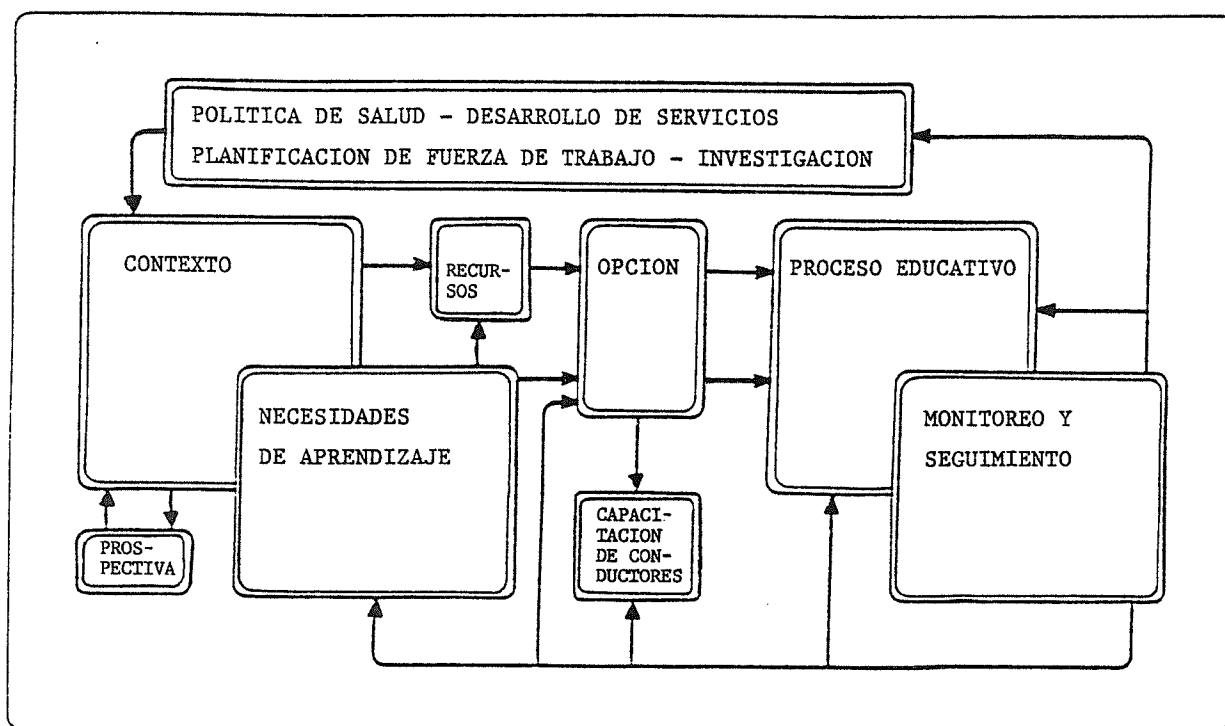 POLITICA DE SALUD - DESARROLLO DE SERVICIOS
PLANIFICACION DE FUERZA DE TRABAJO - INVESTIGACION
CONTEXTO
RECUR-
SOS
OPCION
PROCESO EDUCATIVO
NECESIDADES
DE APRENDIZAJE
MONITOREO Y
SEGUIMIENTO
PROS-
PECTIVA
CAPACI-
TACION
DE CON-
DUCTORES